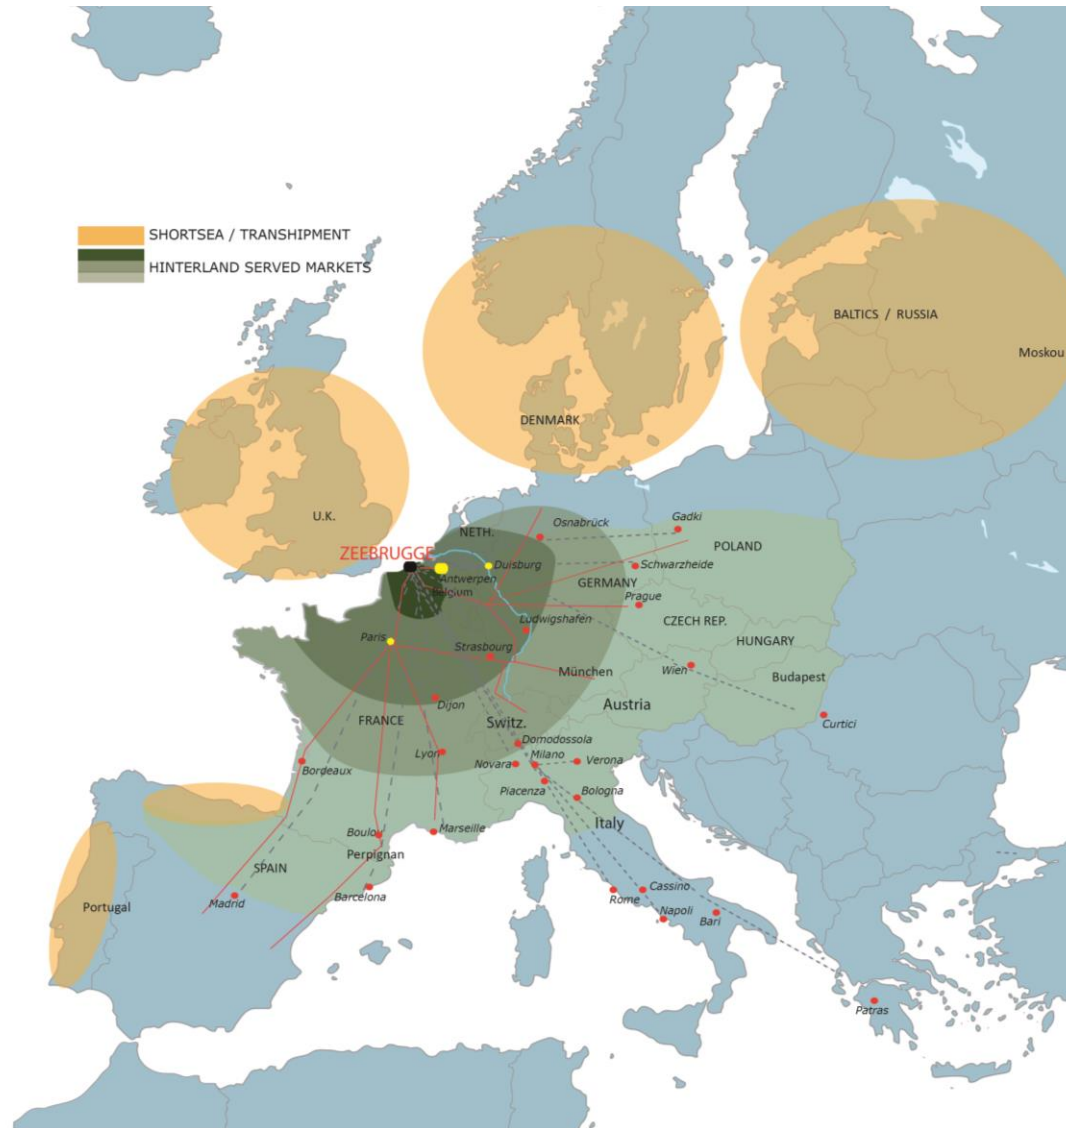 SHORTSEA / TRANSHIPMENT
HINTERLAND SERVED MARKETS
BALTICS / RUSSIA
Moskou
DENMARK
U.K.
NETH.
Osnabrück
Gadki
POLAND
ZEEBRUGGE
Antwerpen
Belgium
Duisburg
GERMANY
Schwarzheide
Prague
CZECH REP.
HUNGARY
Budapest
Ludwigshafen
Paris
Strasbourg
München
Wieh
Austria
Curtici
Dijon
FRANCE
Switz.
Lyon
Domodossola
Novara
Milano
Verona
Piacenza
Bologna
Italy
Bordeaux
Boulou
Marseille
Perpignan
SPAIN
Madrid
Barcelona
Portugal
Rome
Cassino
Napoli
Bari
Patras